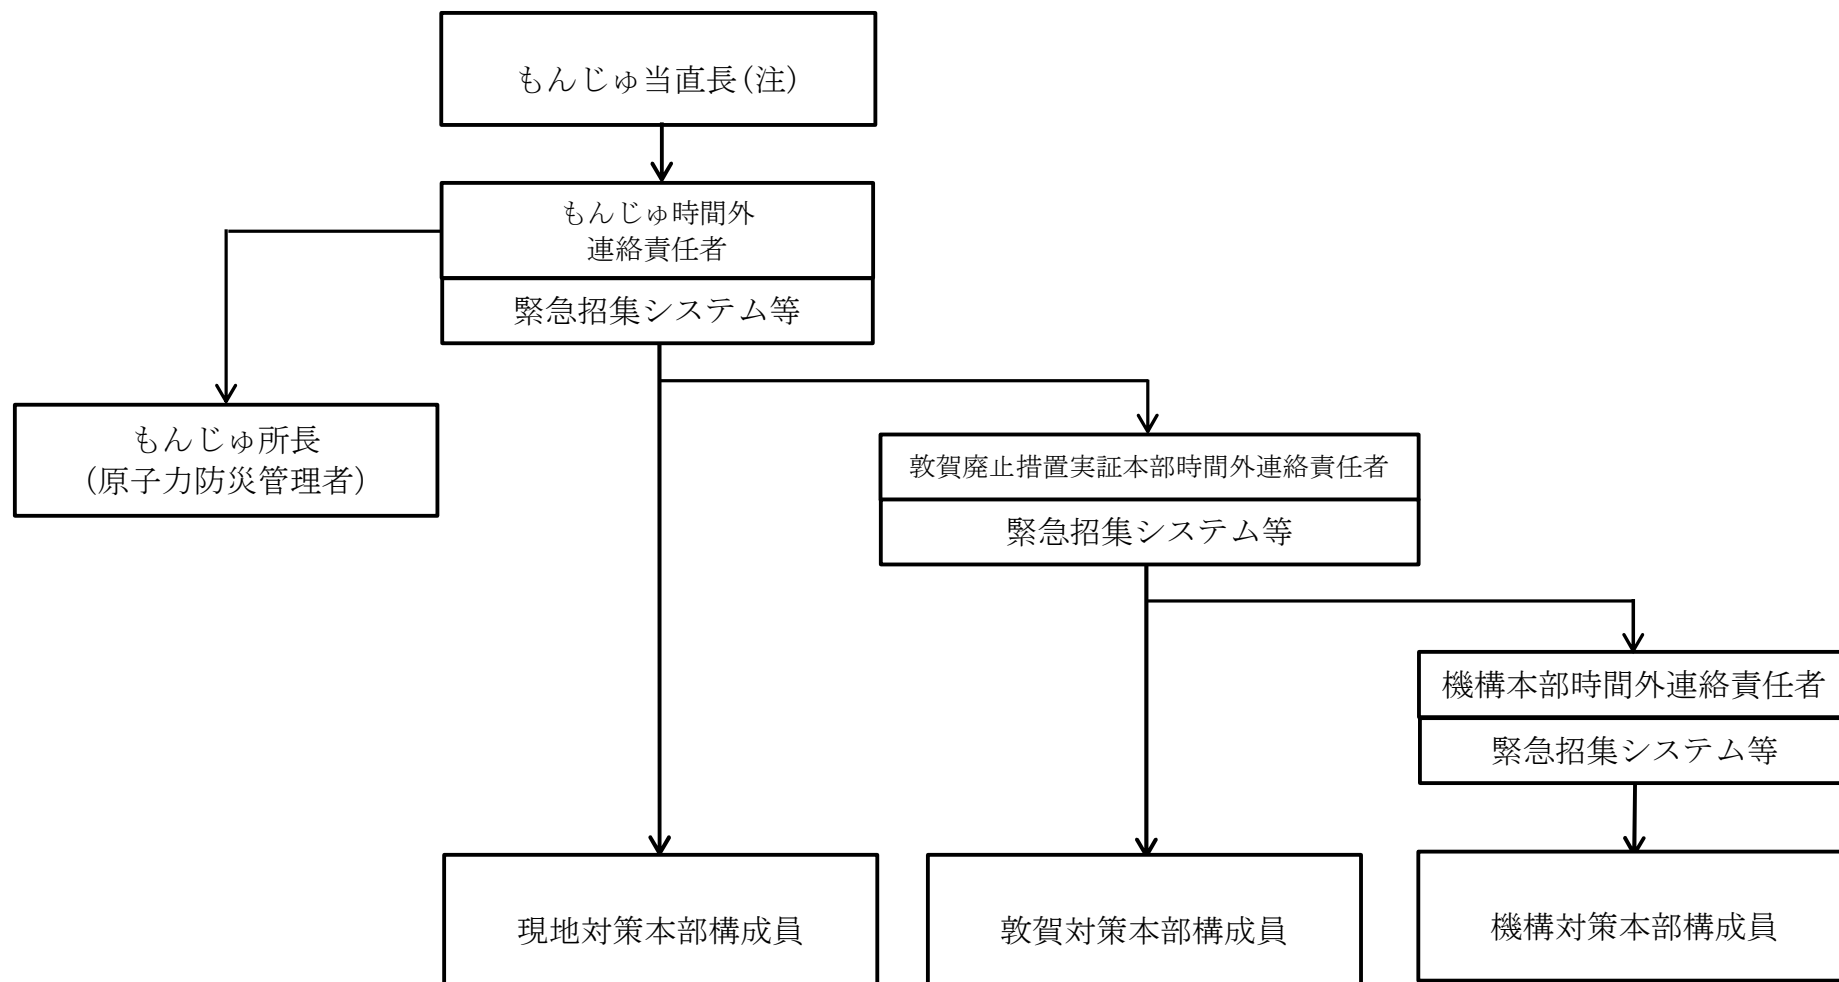 もんじゅ当直長(注)
もんじゅ時間外
連絡責任者
緊急招集システム等
もんじゅ所長
(原子力防災管理者)
敦賀廃止措置実証本部時間外連絡責任者
緊急招集システム等
機構本部時間外連絡責任者
緊急招集システム等
現地対策本部構成員
敦賀対策本部構成員
機構対策本部構成員